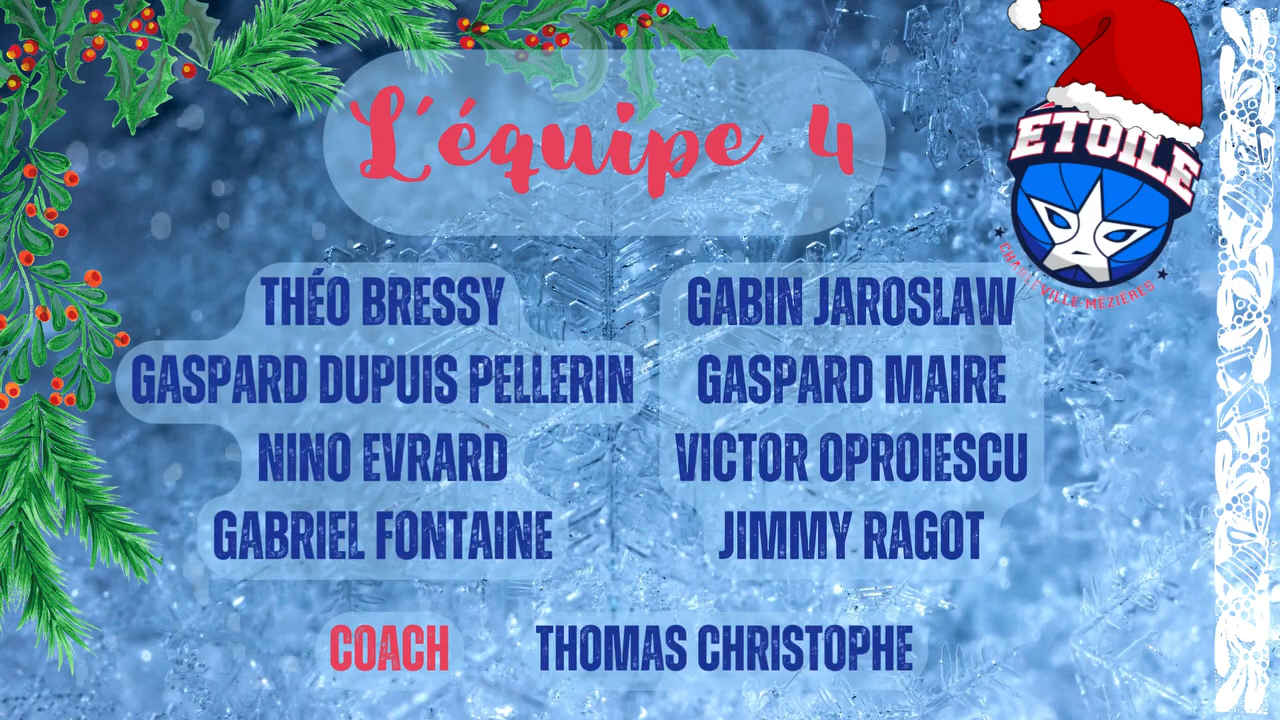 L'équipe 4
ÉTOILE
CHARLEVILLE-MÉZIÈRES
THÉO BRESSY
GASPARD DUPUIS PELLERIN
NINO EVRARD
GABRIEL FONTAINE
GABIN JAROSLAW
GASPARD MAIRE
VICTOR OPROIESCU
JIMMY RAGOT
COACH THOMAS CHRISTOPHE